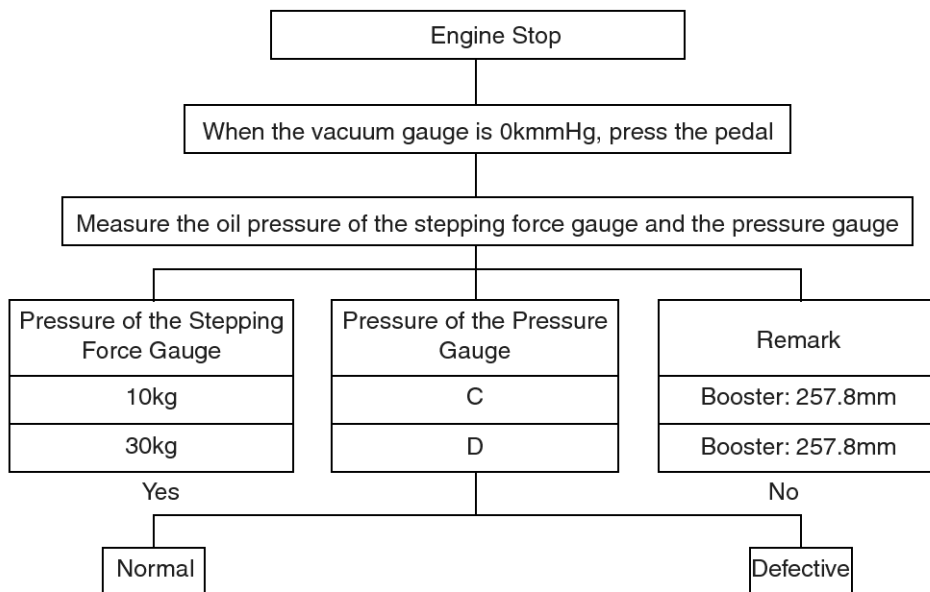 Engine Stop
When the vacuum gauge is 0kmmHg, press the pedal
Measure the oil pressure of the stepping force gauge and the pressure gauge
Pressure of the Stepping
Force Gauge
Pressure of the Pressure
Gauge
Remark
10kg
C
Booster: 257.8mm
30kg
D
Booster: 257.8mm
Yes
No
Normal
Defective